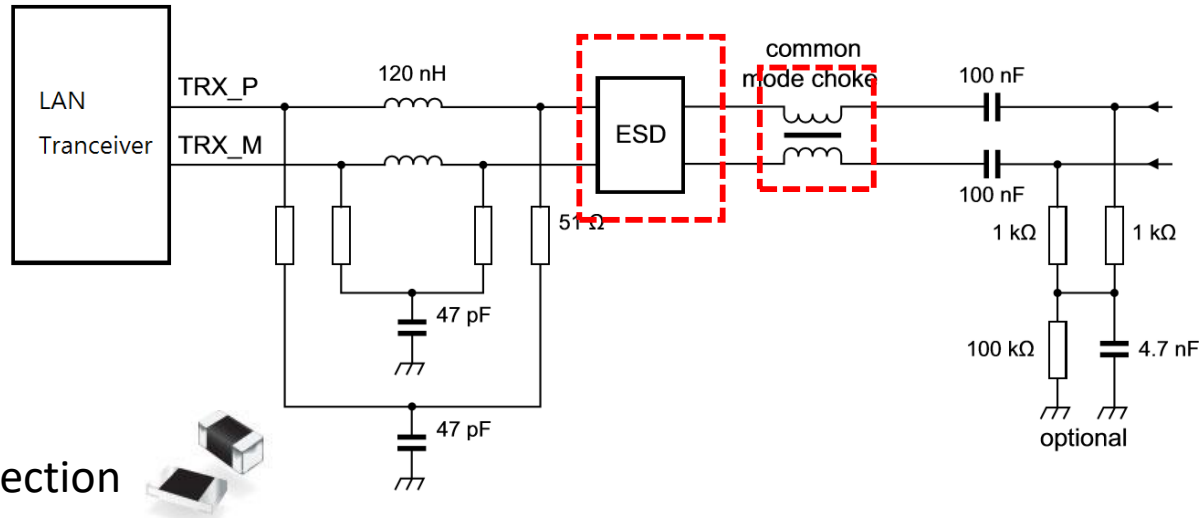 common
mode choke
LAN
Tranceiver
TRX_P
TRX_M
120 nH
ESD
100 nF
100 nF
51 Ω
1 kΩ
1 kΩ
47 pF
100 kΩ
4.7 nF
47 pF
optional
ection